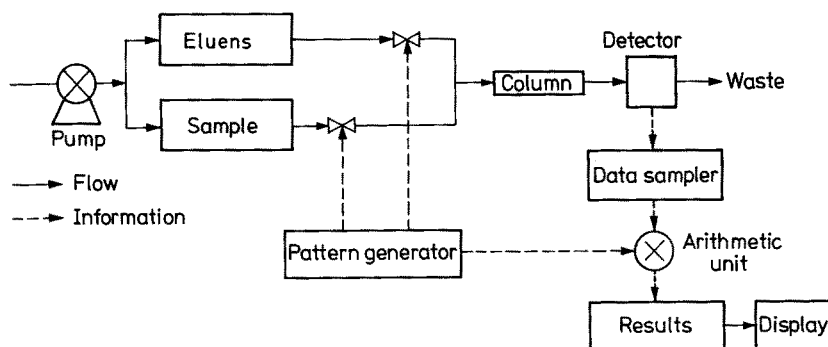 Eluens
Pump
Sample
Column
Detector
Waste
Flow
Information
Data sampler
Pattern generator
Arithmetic
unit
Results
Display